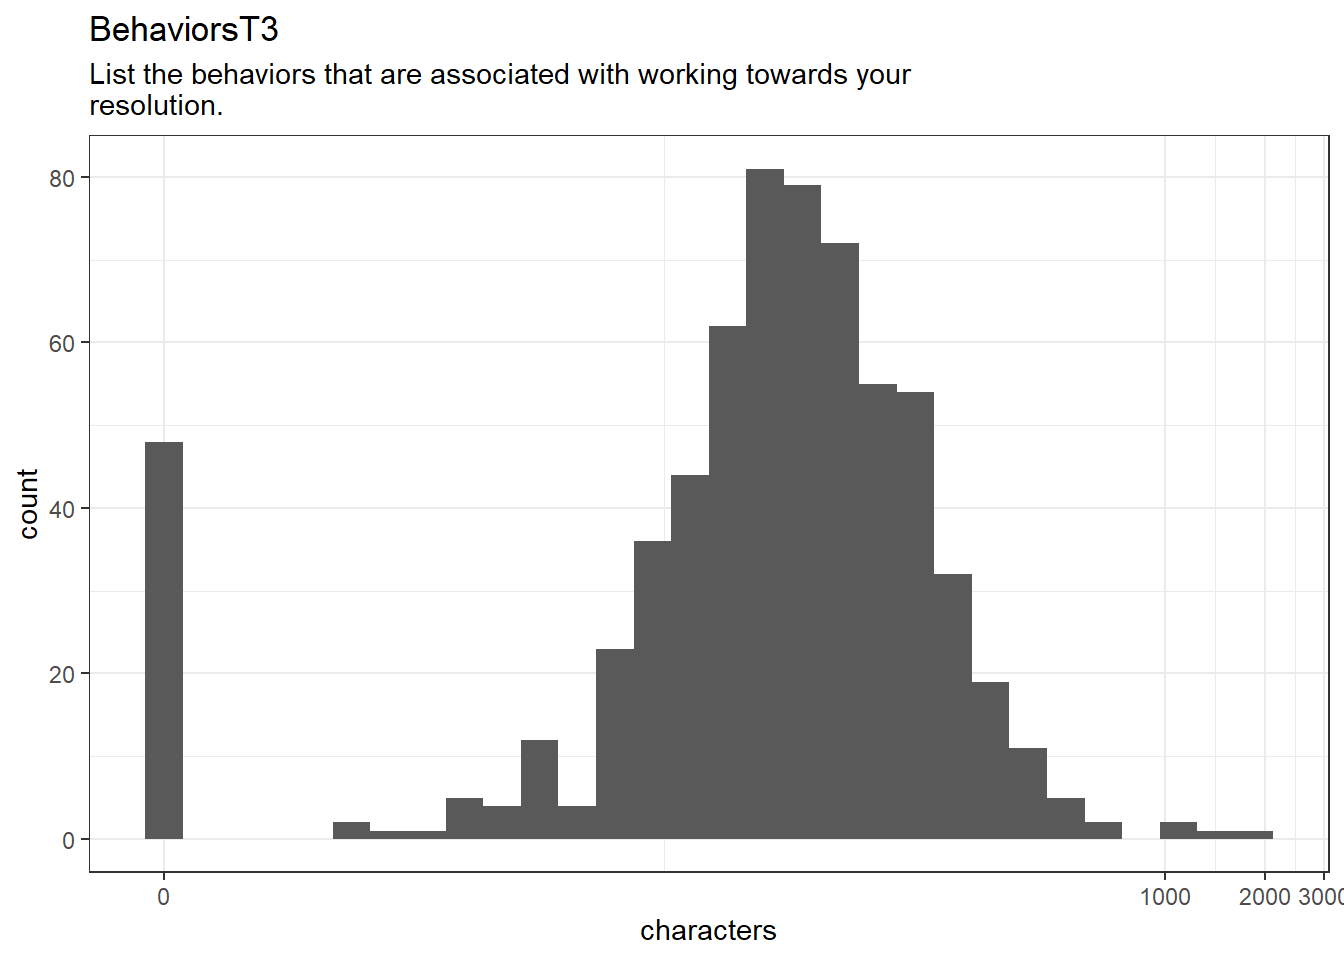 BehaviorsT3
List the behaviors that are associated with working towards your
resolution.
80
60
40
20
0
count
0 1000 2000 3000
characters